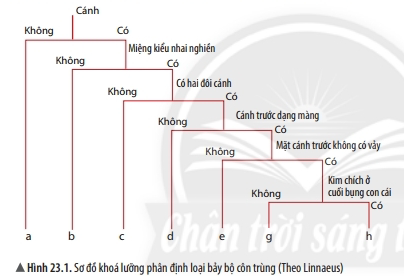 Cánh
Không Có
Miệng kiểu nhai nghiền
Không Có
Có hai đôi cánh
Không Có
Cánh trước dạng màng
Không Có
Mặt cánh trước không có vảy
Không Có
Kim chích ở
cuối bụng con cái
Không Có
a b c d e g h
▲ Hình 23.1. Sơ đồ khoá lưỡng phân định loại bảy bộ côn trùng (Theo Linnaeus)
Chân trời sáng t